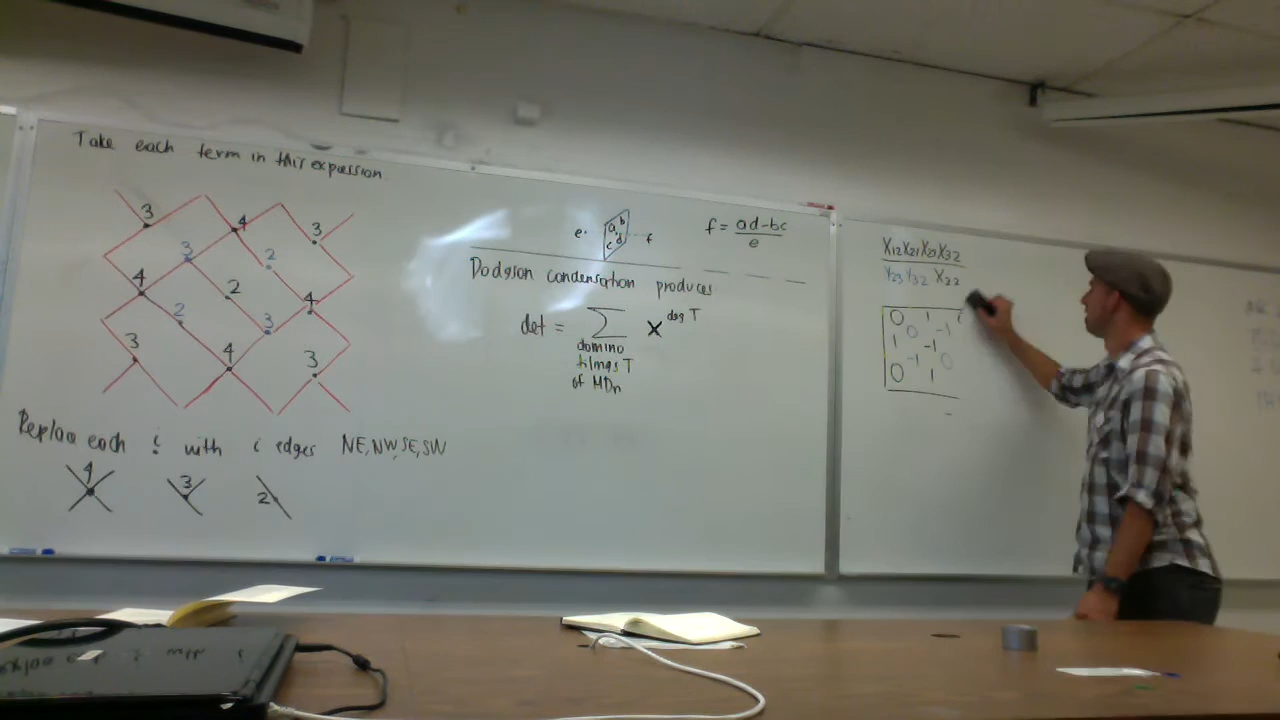 Take each term in this expression
3 4 3
3 2
4 2 4
2 3
3 4 3
Replace each i with i edges NE, NW, SE, SW
4 3 2
e. a b c d f
f = ad-bc / e
Dodgson condensation produces
det = Σ x^deg T
domino
tilings T
of MDn
X12X21X23X32
Y23Y32 X22
0 1
0 -1
1 -1
-1 0
0 1